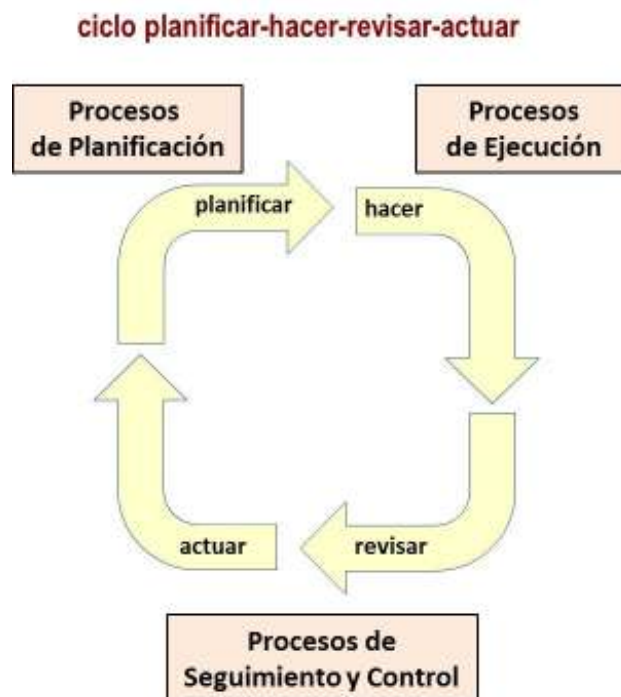 ciclo planificar-hacer-revisar-actuar
Procesos
de Planificación
Procesos
de Ejecución
planificar
hacer
actuar
revisar
Procesos de
Seguimiento y Control